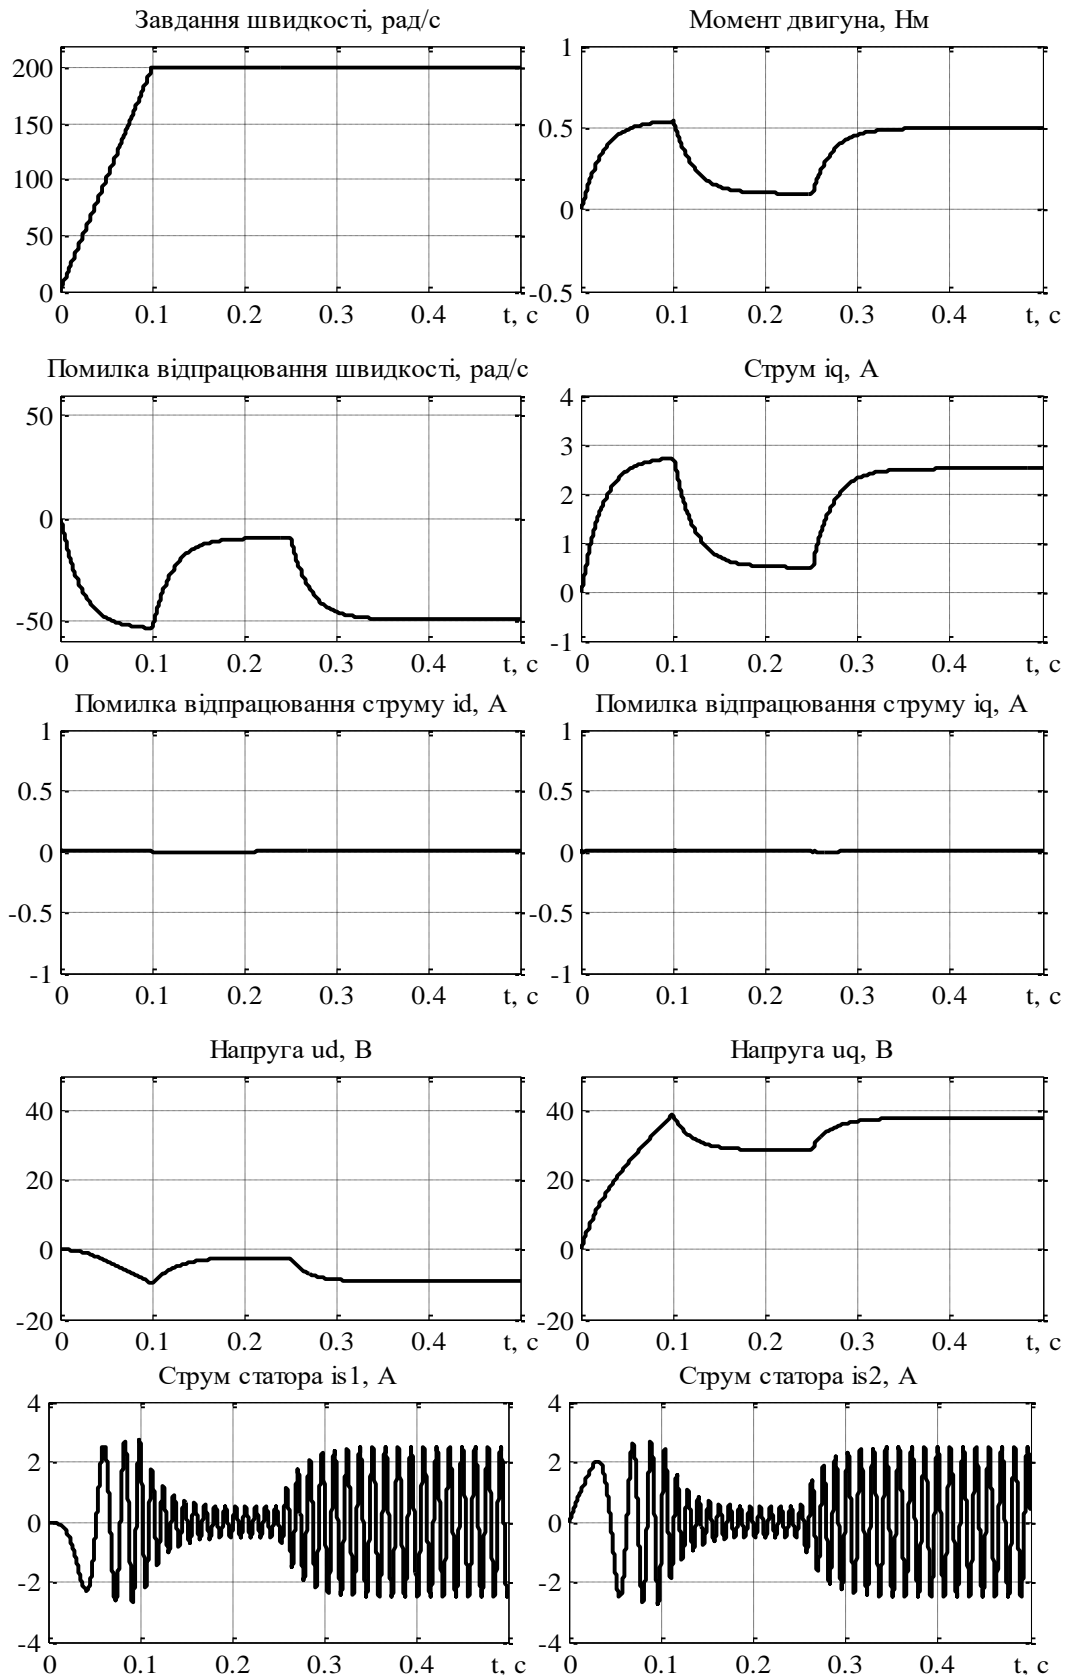 Завдання швидкості, рад/с
Момент двигуна, Нм
200
150
100
50
0
0 0.1 0.2 0.3 0.4 t, с
1
0.5
0
-0.5
0 0.1 0.2 0.3 0.4 t, с
Помилка відпрацювання швидкості, рад/с
Струм iq, А
50
0
-50
0 0.1 0.2 0.3 0.4 t, с
4
3
2
1
0
-1
0 0.1 0.2 0.3 0.4 t, с
Помилка відпрацювання струму id, А
Помилка відпрацювання струму iq, А
1
0.5
0
-0.5
-1
0 0.1 0.2 0.3 0.4 t, с
1
0.5
0
-0.5
-1
0 0.1 0.2 0.3 0.4 t, с
Напруга ud, В
Напруга uq, В
40
20
0
-20
0 0.1 0.2 0.3 0.4 t, с
40
20
0
-20
0 0.1 0.2 0.3 0.4 t, с
Струм статора is1, А
Струм статора is2, А
4
2
0
-2
-4
0 0.1 0.2 0.3 0.4 t, с
4
2
0
-2
-4
0 0.1 0.2 0.3 0.4 t, с